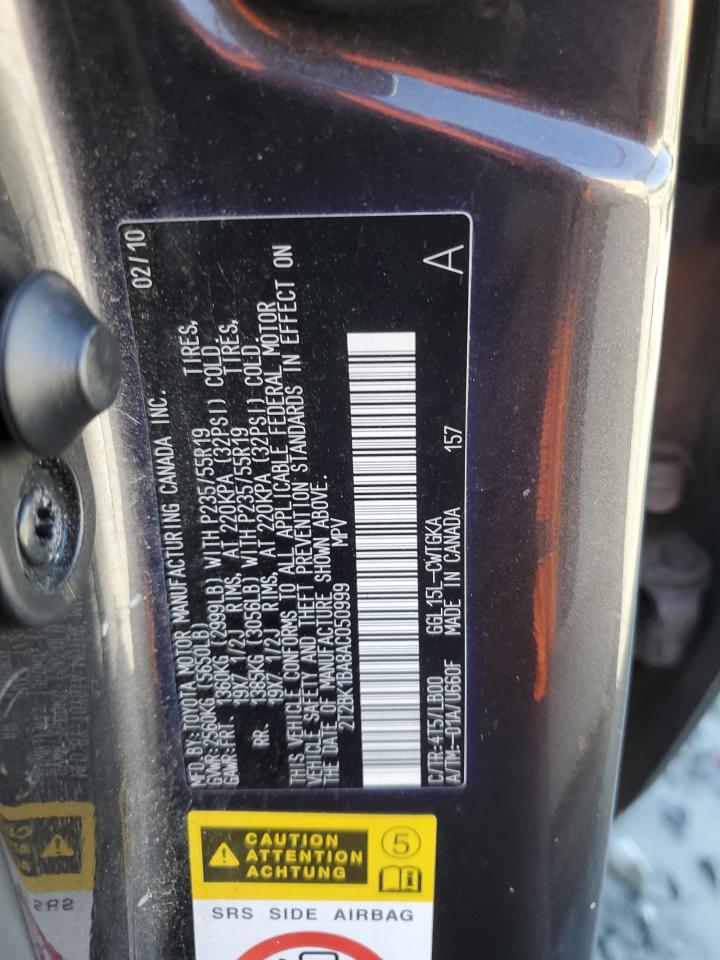 MFD.BY:TOYOTA MOTOR MANUFACTURING CANADA INC. 02/10
GVWR:2560KG (5650LB)
GAWR:FRT. 1360KG (2999LB) WITH P235/55R19 TIRES,
19X7 1/2J RIMS, AT 220KPA (32PSI) COLD
RR. 1385KG (3056LB) WITH P235/55R19 TIRES,
19X7 1/2J RIMS, AT 220KPA (32PSI) COLD.
THIS VEHICLE CONFORMS TO ALL APPLICABLE FEDERAL MOTOR
VEHICLE SAFETY AND THEFT PREVENTION STANDARDS IN EFFECT ON
THE DATE OF MANUFACTURE SHOWN ABOVE.
2T2BK1BA8AC050999 MPV
C/TR:415/LB00 GGL15L-CWTGKA A
A/TM:-01A/U660F MADE IN CANADA 157
CAUTION
ATTENTION
ACHTUNG
5
SRS SIDE AIRBAG